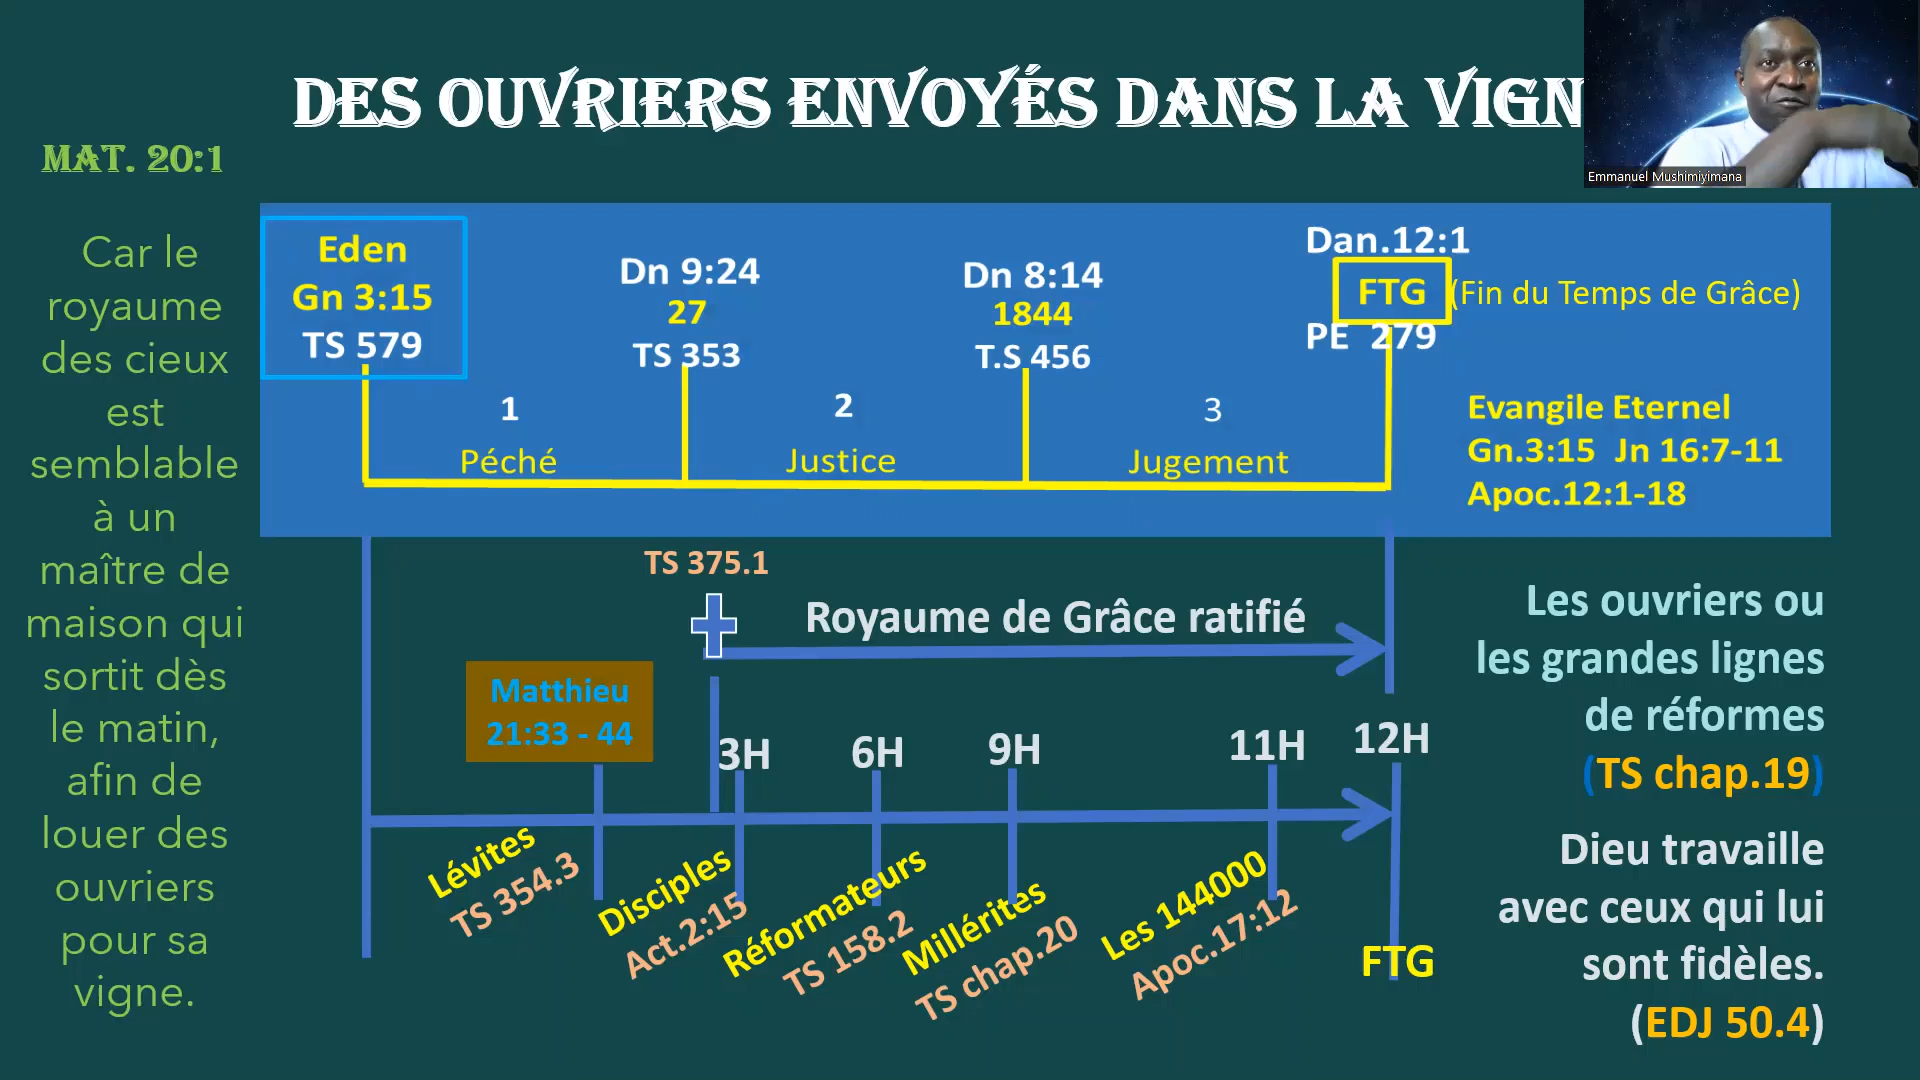 DES OUVRIERS ENVOYÉS DANS LA VIGN
Emmanuel Mushimiyimana
MAT. 20:1
Car le
royaume
des cieux
est
semblable
à un
maître de
maison qui
sortit dès
le matin,
afin de
louer des
ouvriers
pour sa
vigne.
Eden
Gn 3:15
TS 579
Dn 9:24
27
TS 353
Dn 8:14
1844
T.S 456
Dan.12:1
FTG (Fin du Temps de Grâce)
PE 279
1
Péché
2
Justice
3
Jugement
Evangile Eternel
Gn.3:15 Jn 16:7-11
Apoc.12:1-18
TS 375.1
Royaume de Grâce ratifié
Matthieu
21:33 - 44
3H
6H
9H
11H
12H
Lévites
TS 354.3
Disciples
Act.2:15
Réformateurs
TS 158.2
Millérites
TS chap.20
Les 144000
Apoc.17:12
FTG
Les ouvriers ou
les grandes lignes
de réformes
(TS chap.19)
Dieu travaille
avec ceux qui lui
sont fidèles.
(EDJ 50.4)